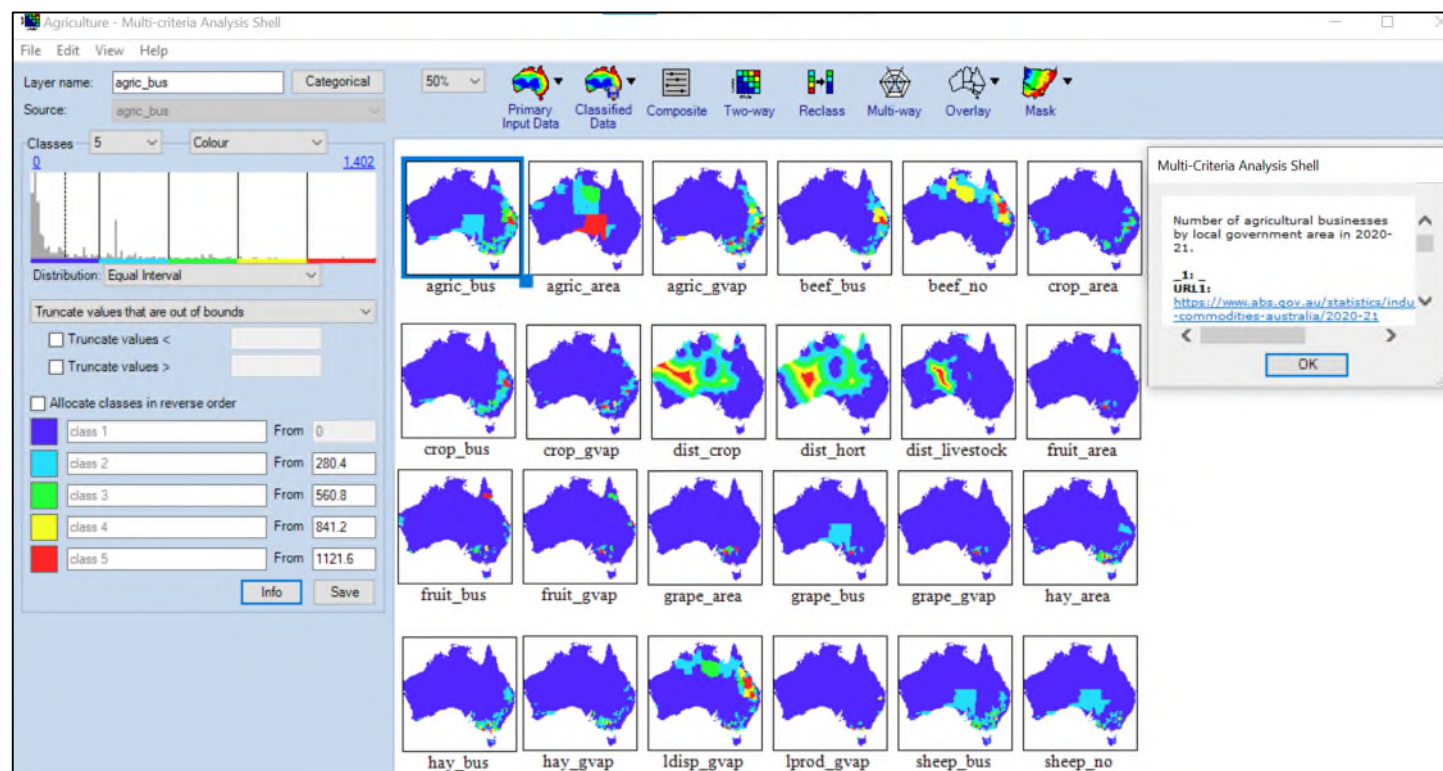 Agriculture - Multi-criteria Analysis Shell
File Edit View Help
Layer name: agric_bus Categorical
Source: agric_bus
Classes 5 Colour
0 1,402
Distribution: Equal Interval
Truncate values that are out of bounds
Truncate values <
Truncate values >
Allocate classes in reverse order
class 1 From 0
class 2 From 280.4
class 3 From 560.8
class 4 From 841.2
class 5 From 1121.6
Info Save
50%
Primary Input Data
Classified Data
Composite
Two-way
Reclass
Multi-way
Overlay
Mask
agric_bus agric_area agric_gvap beef_bus beef_no crop_area
crop_bus crop_gvap dist_crop dist_hort dist_livestock fruit_area
fruit_bus fruit_gvap grape_area grape_bus grape_gvap hay_area
hay_bus hay_gvap ldisp_gvap lprod_gvap sheep_bus sheep_no
Multi-Criteria Analysis Shell
Number of agricultural businesses
by local government area in 2020-
21.
_1: _
URL1:
https://www.abs.gov.au/statistics/indu
-commodities-australia/2020-21
OK